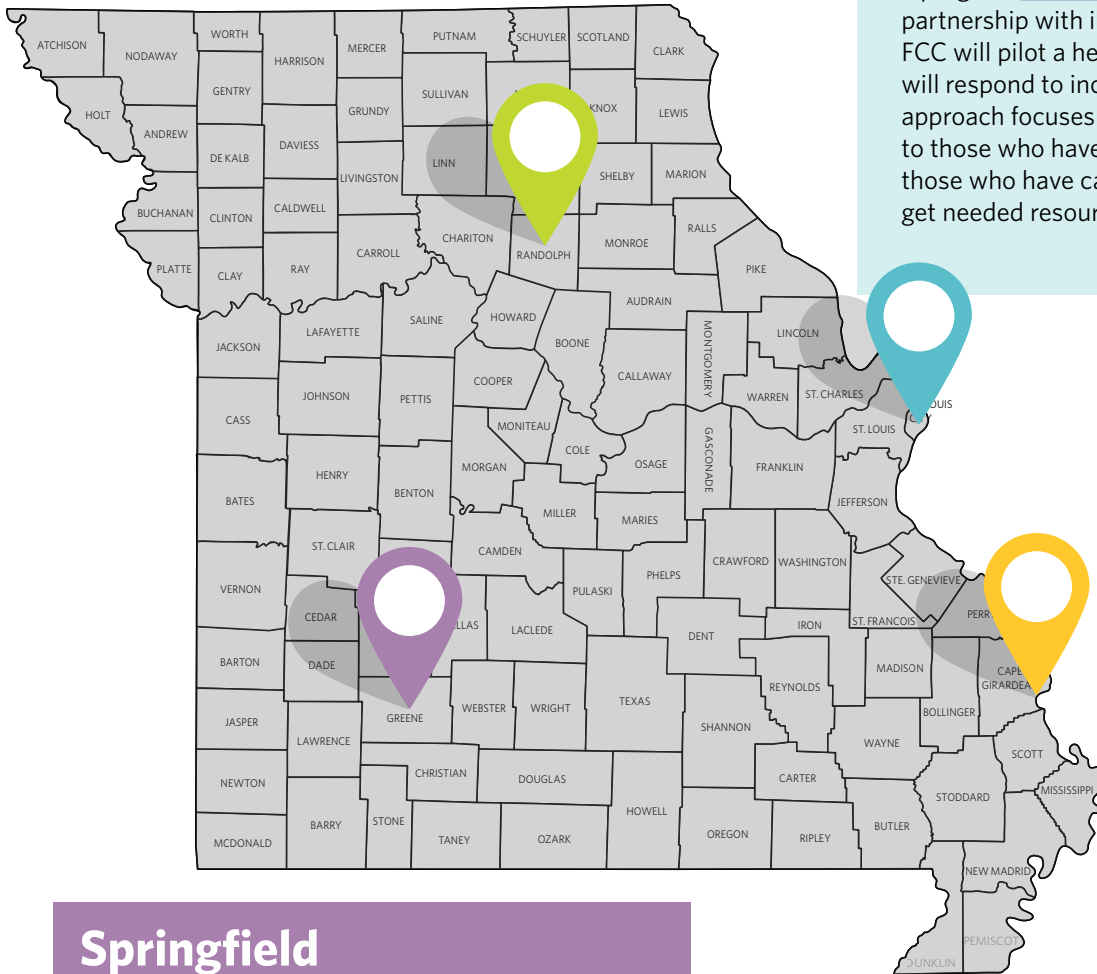 partnership with i
FCC will pilot a he
will respond to inc
approach focuses
to those who have
those who have ca
get needed resour
ATCHISON
NODAWAY
WORTH
HARRISON
MERCER
PUTNAM
SCHUYLER
SCOTLAND
CLARK
HOLT
ANDREW
GENTRY
DE KALB
DAVIESS
GRUNDY
SULLIVAN
KNOX
LEWIS
LINN
LIVINGSTON
SHELBY
MARION
BUCHANAN
CLINTON
CALDWELL
CHARITON
RANDOLPH
MONROE
RALLS
PIKE
PLATTE
CLAY
RAY
CARROLL
AUDRAIN
HOWARD
BOONE
SALINE
LAFAYETTE
JACKSON
LINCOLN
MONTGOMERY
CALLAWAY
WARREN
ST. CHARLES
OUIS
ST. LOUIS
CASS
JOHNSON
PETTIS
COOPER
MONITEAU
COLE
OSAGE
GASCONADE
FRANKLIN
JEFFERSON
BATES
HENRY
BENTON
MORGAN
MILLER
MARIES
ST. CLAIR
CAMDEN
PULASKI
PHELPS
CRAWFORD
WASHINGTON
STE. GENEVIEVE
ST. FRANCOIS
PERR
VERNON
CEDAR
LLAS
LACLEDE
DENT
IRON
MADISON
CAPE
GIRARDEA
BARTON
DADE
GREENE
WEBSTER
WRIGHT
TEXAS
REYNOLDS
BOLLINGER
SHANNON
WAYNE
SCOTT
JASPER
LAWRENCE
CHRISTIAN
DOUGLAS
CARTER
STODDARD
MISSISSIPPI
NEWTON
BARRY
STONE
TANEY
OZARK
HOWELL
OREGON
RIPLEY
BUTLER
MCDONALD
NEW MADRID
PEMISCOT
DUNKLIN
Springfield